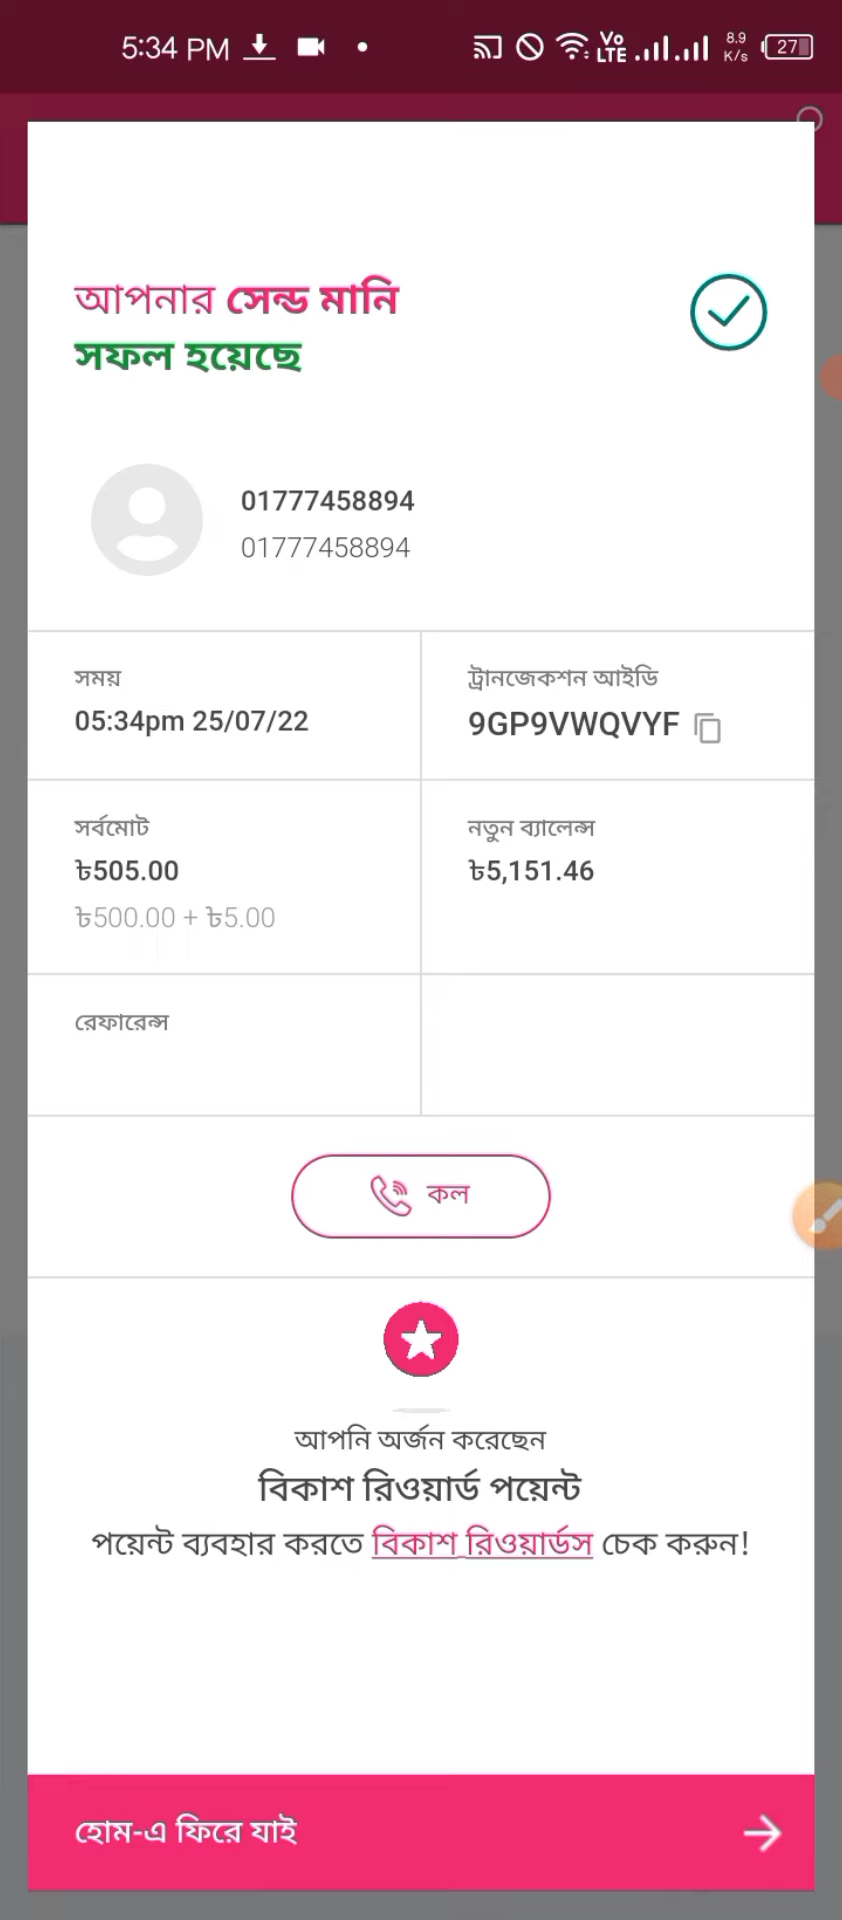 5:34 PM
Vo
LTE
8.9
K/s
27
আপনার সেন্ড মানি
সফল হয়েছে
01777458894
01777458894
সময়
05:34pm 25/07/22
ট্রানজেকশন আইডি
9GP9VWQVYF
সর্বমোট
৳505.00
৳500.00 + ৳5.00
নতুন ব্যালেন্স
৳5,151.46
রেফারেন্স
কল
আপনি অর্জন করেছেন
বিকাশ রিওয়ার্ড পয়েন্ট
পয়েন্ট ব্যবহার করতে বিকাশ রিওয়ার্ডস চেক করুন!
হোম-এ ফিরে যাই